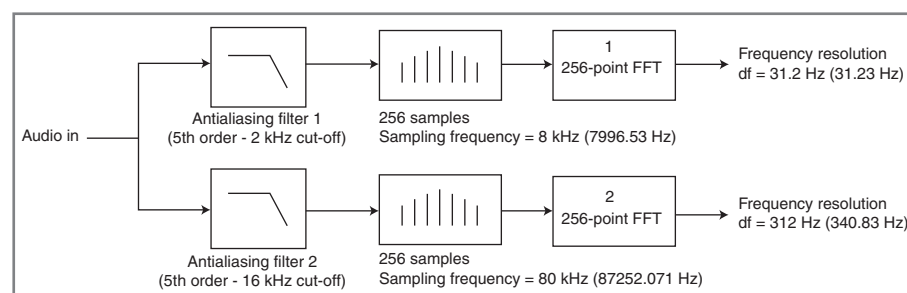 1
256-point FFT
Frequency resolution
df = 31.2 Hz (31.23 Hz)
Antialiasing filter 1
(5th order - 2 kHz cut-off)
256 samples
Sampling frequency = 8 kHz (7996.53 Hz)
Audio in
2
256-point FFT
Frequency resolution
df = 312 Hz (340.83 Hz)
Antialiasing filter 2
(5th order - 16 kHz cut-off)
256 samples
Sampling frequency = 80 kHz (87252.071 Hz)